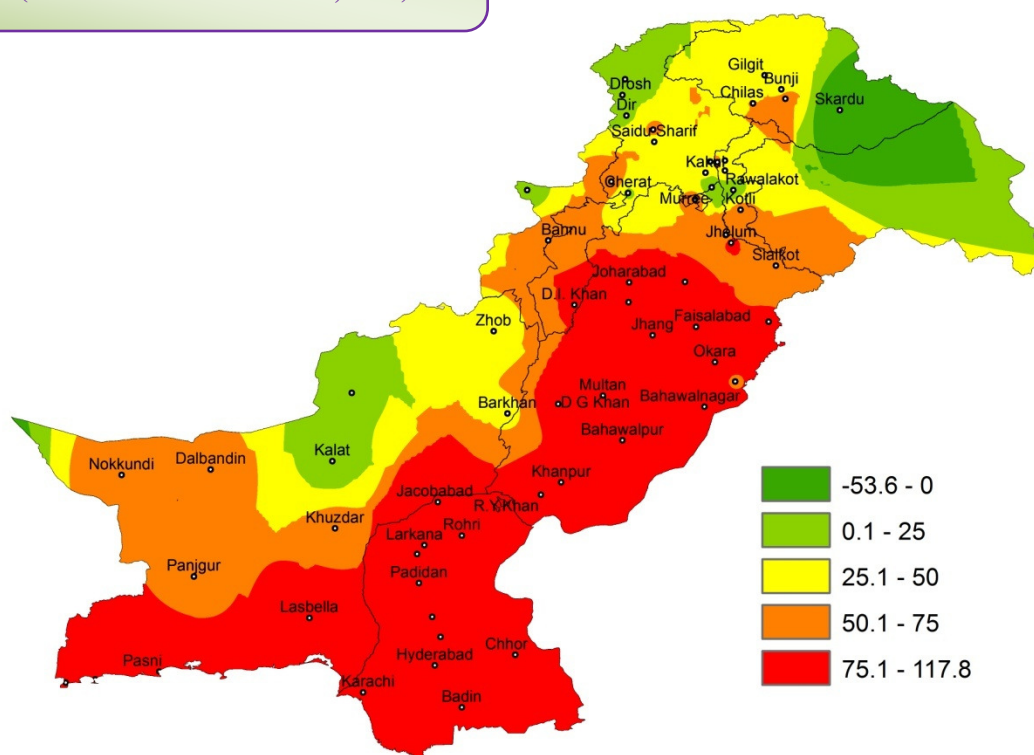 Gilgit
Bunji
Drosh
Chilas
Skardu
Dir
Saidu Sharif
Kakul
Cherat
Rawalakot
Murree
Kotli
Bannu
Jhelum
Sialkot
Joharabad
D.I. Khan
Zhob
Faisalabad
Jhang
Okara
Multan
Barkhan
D G Khan
Bahawalnagar
Bahawalpur
Kalat
Nokkundi
Dalbandin
Khanpur
-53.6 - 0
Jacobabad
R.Y.Khan
Khuzdar
Rohri
0.1 - 25
Larkana
Panjgur
Padidan
25.1 - 50
Lasbella
50.1 - 75
Chhor
Pasni
Hyderabad
75.1 - 117.8
Karachi
Badin